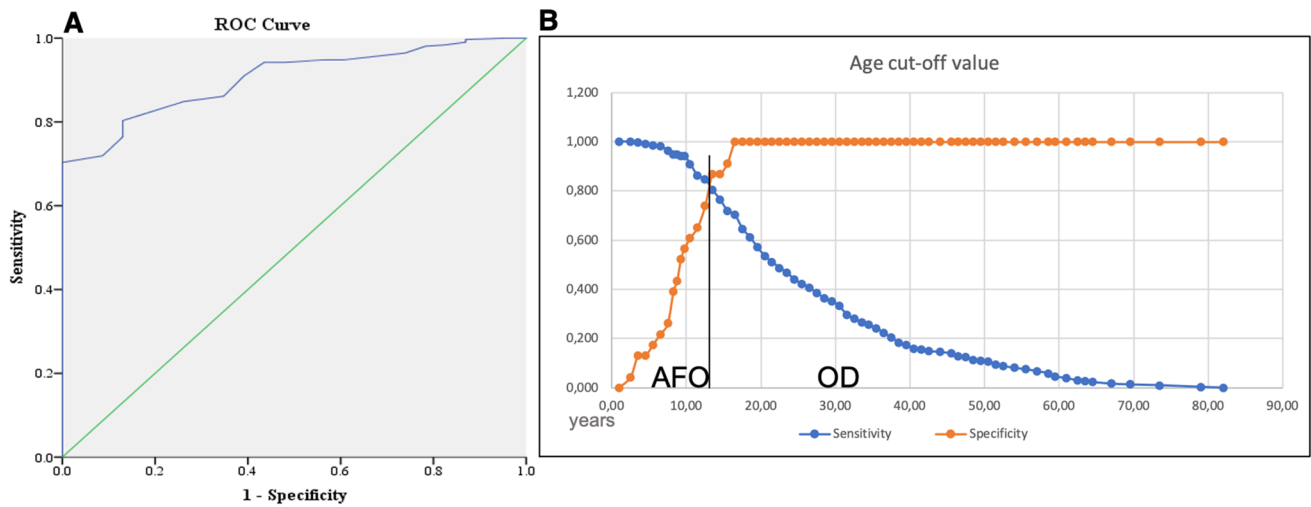 A
ROC Curve
1.0
0.8
0.6
0.4
0.2
0.0
Sensitivity
0.0 0.2 0.4 0.6 0.8 1.0
1 - Specificity
B
Age cut-off value
1,200
1,000
0,800
0,600
0,400
0,200
0,000
AFO OD
0,00 10,00 20,00 30,00 40,00 50,00 60,00 70,00 80,00 90,00
years
Sensitivity Specificity